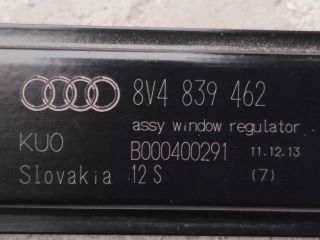 8V4 839 462
assy window regulator
KUO B000400291 11.12.13
Slovakia 12 S (7)